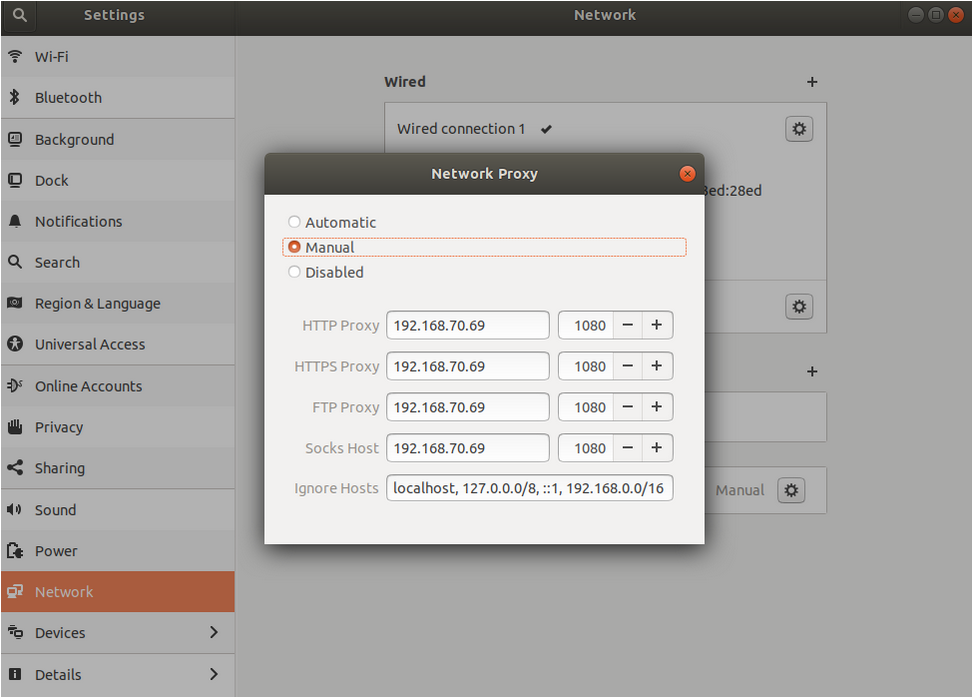 Settings
Network
Wi-Fi
Bluetooth
Background
Dock
Notifications
Search
Region & Language
Universal Access
Online Accounts
Privacy
Sharing
Sound
Power
Network
Devices
Details
Wired
Wired connection 1
ed:28ed
Network Proxy
Automatic
Manual
Disabled
HTTP Proxy 192.168.70.69 1080
HTTPS Proxy 192.168.70.69 1080
FTP Proxy 192.168.70.69 1080
Socks Host 192.168.70.69 1080
Ignore Hosts localhost, 127.0.0.0/8, ::1, 192.168.0.0/16
Manual